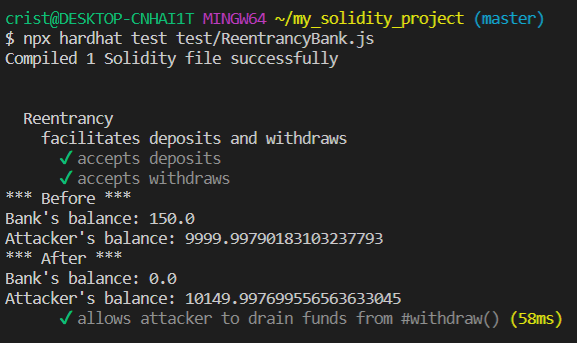 crist@DESKTOP-CNHAI1T MINGW64 ~/my_solidity_project (master)
$ npx hardhat test test/ReentrancyBank.js
Compiled 1 Solidity file successfully
Reentrancy
facilitates deposits and withdraws
✓ accepts deposits
✓ accepts withdraws
*** Before ***
Bank's balance: 150.0
Attacker's balance: 9999.99790183103237793
*** After ***
Bank's balance: 0.0
Attacker's balance: 10149.997699556563633045
✓ allows attacker to drain funds from #withdraw() (58ms)